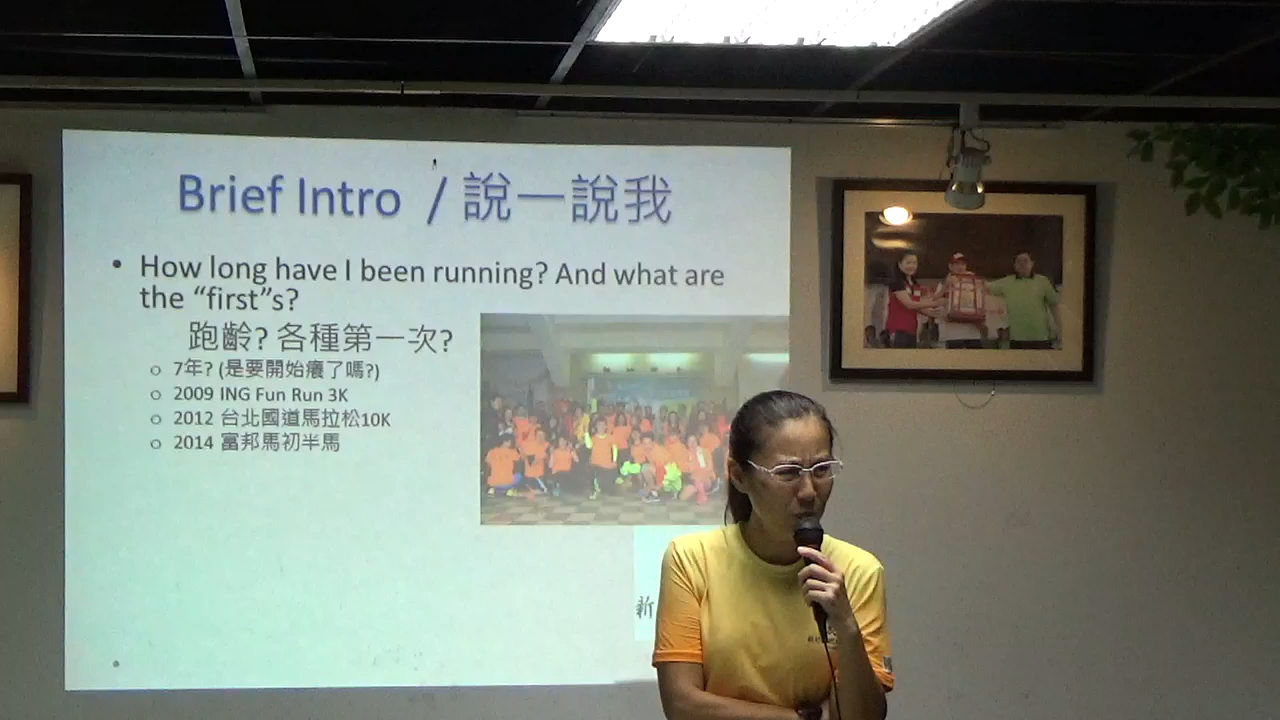 Brief Intro / 說一說我
• How long have I been running? And what are
the “first”s?
跑齡? 各種第一次?
o 7年? (是要開始癢了嗎?)
o 2009 ING Fun Run 3K
o 2012 台北國道馬拉松10K
o 2014 富邦馬初半馬
新